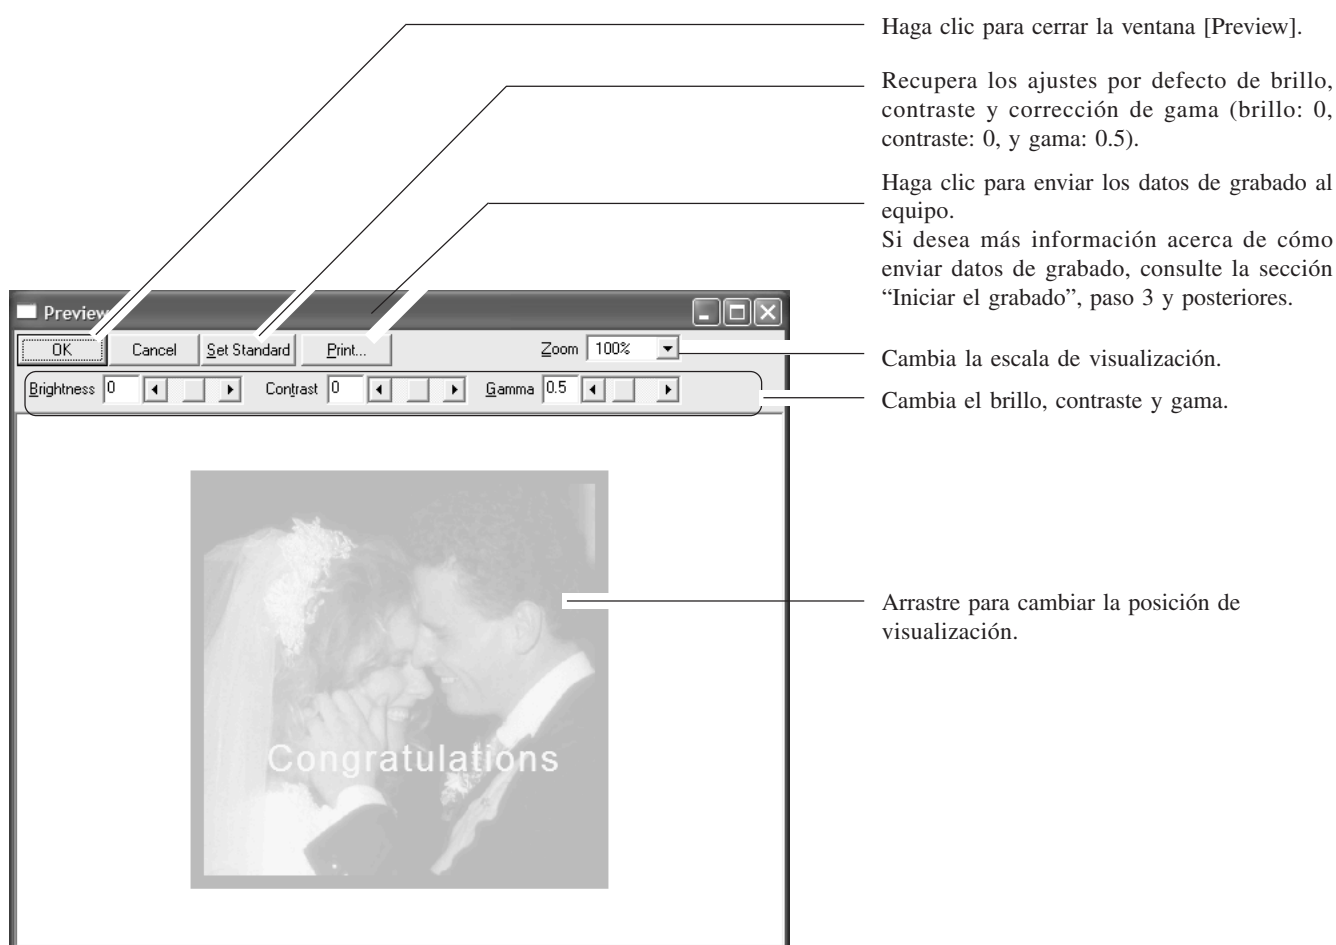 Haga clic para cerrar la ventana [Preview].
Recupera los ajustes por defecto de brillo,
contraste y corrección de gama (brillo: 0,
contraste: 0, y gama: 0.5).
Haga clic para enviar los datos de grabado al
equipo.
Si desea más información acerca de cómo
enviar datos de grabado, consulte la sección
“Iniciar el grabado”, paso 3 y posteriores.
Preview
OK Cancel Set Standard Print... Zoom 100%
Cambia la escala de visualización.
Brightness 0 Contrast 0 Gamma 0.5
Cambia el brillo, contraste y gama.
Arrastre para cambiar la posición de
visualización.
Congratulations